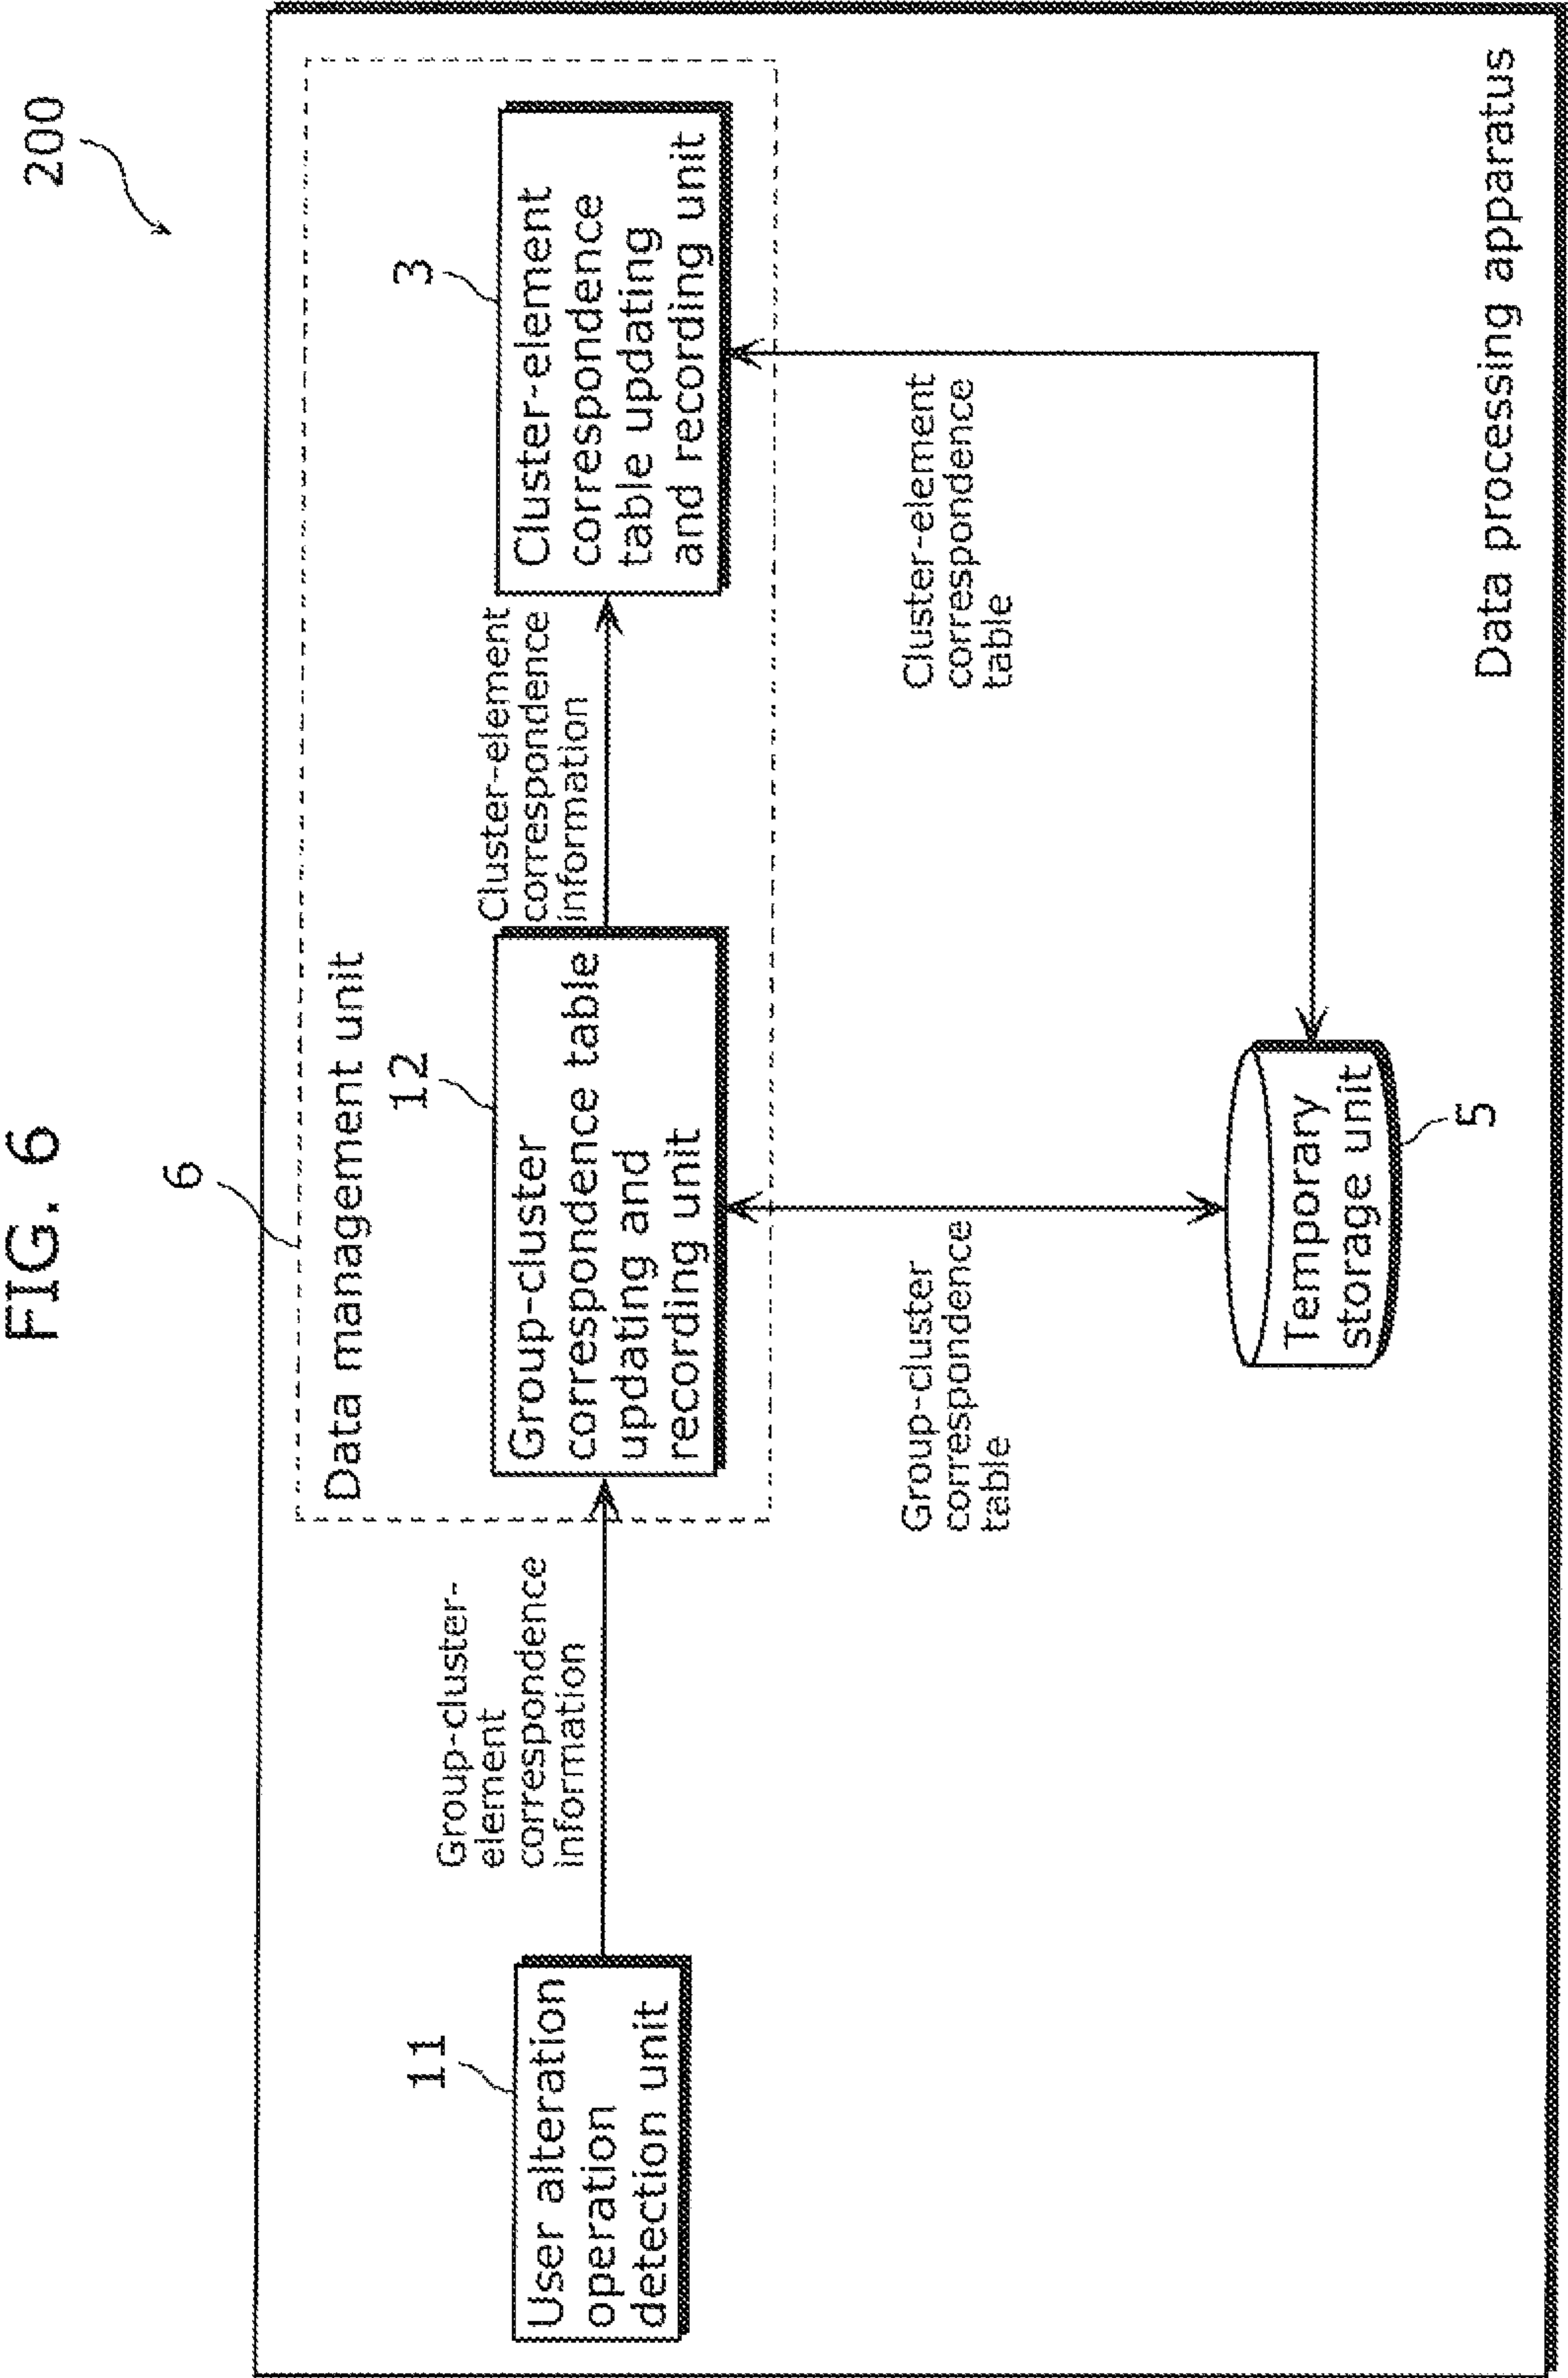 FIG. 6
200
6
Data management unit
11
User alteration
operation
detection unit
Group-cluster-
element
correspondence
information
12
Group-cluster
correspondence table
updating and
recording unit
Cluster-element
correspondence
information
3
Cluster-element
correspondence
table updating
and recording unit
Group-cluster
correspondence
table
Cluster-element
correspondence
table
Temporary
storage unit
5
Data processing apparatus